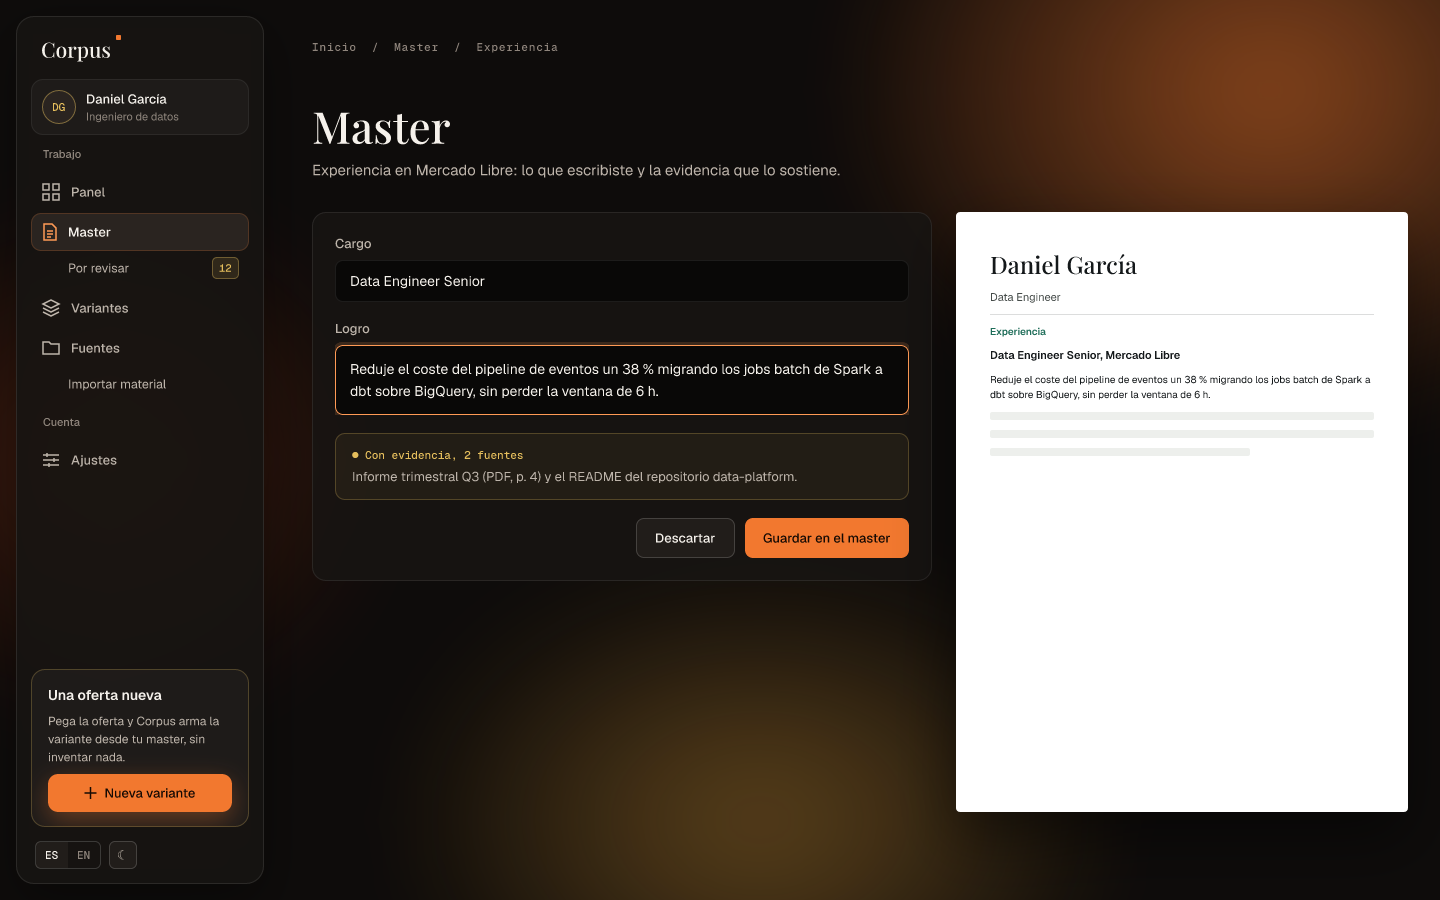 Corpus
DG
Daniel García
Ingeniero de datos
Trabajo
Panel
Master
Por revisar
12
Variantes
Fuentes
Importar material
Cuenta
Ajustes
Una oferta nueva
Pega la oferta y Corpus arma la
variante desde tu master, sin
inventar nada.
Nueva variante
ES
EN
Inicio / Master / Experiencia
Master
Experiencia en Mercado Libre: lo que escribiste y la evidencia que lo sostiene.
Cargo
Data Engineer Senior
Logro
Reduje el coste del pipeline de eventos un 38 % migrando los jobs batch de Spark a
dbt sobre BigQuery, sin perder la ventana de 6 h.
Con evidencia, 2 fuentes
Informe trimestral Q3 (PDF, p. 4) y el README del repositorio data-platform.
Descartar
Guardar en el master
Daniel García
Data Engineer
Experiencia
Data Engineer Senior, Mercado Libre
Reduje el coste del pipeline de eventos un 38 % migrando los jobs batch de Spark a
dbt sobre BigQuery, sin perder la ventana de 6 h.